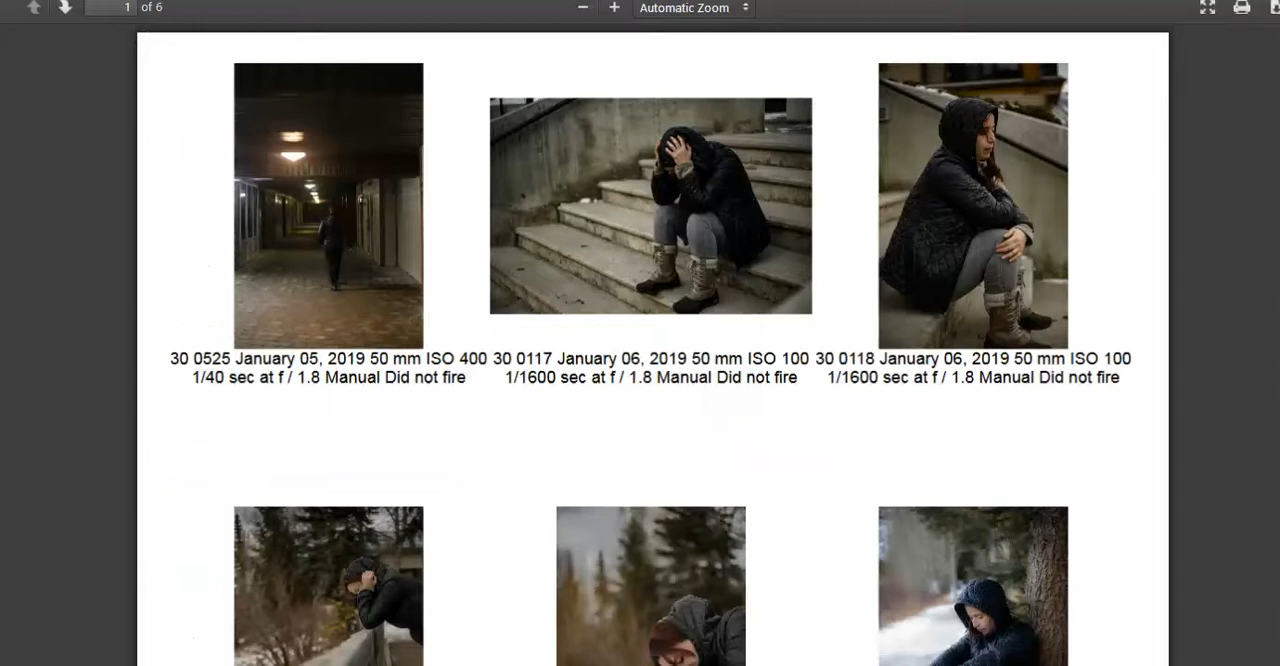 1 of 6 Automatic Zoom
30 0525 January 05, 2019 50 mm ISO 400
1/40 sec at f / 1.8 Manual Did not fire
30 0117 January 06, 2019 50 mm ISO 100
1/1600 sec at f / 1.8 Manual Did not fire
30 0118 January 06, 2019 50 mm ISO 100
1/1600 sec at f / 1.8 Manual Did not fire